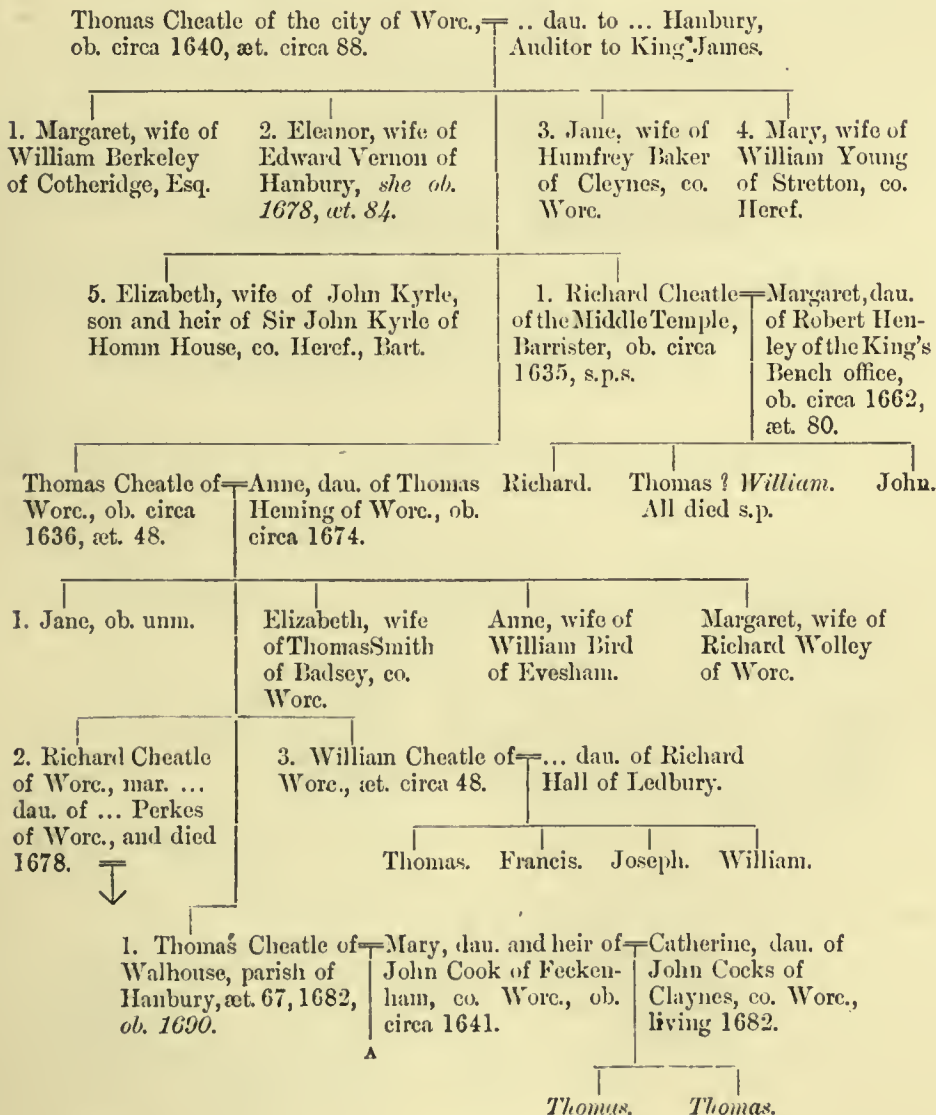 Thomas Cheatle of the city of Worc., = .. dau. to ... Hanbury,
ob. circa 1640, æt. circa 88. Auditor to King James.
1. Margaret, wife of
William Berkeley
of Cotheridge, Esq.
2. Eleanor, wife of
Edward Vernon of
Hanbury, she ob.
1678, æt. 84.
3. Jane, wife of
Humfrey Baker
of Cleynes, co.
Worc.
4. Mary, wife of
William Young
of Stretton, co.
Heref.
5. Elizabeth, wife of John Kyrle,
son and heir of Sir John Kyrle of
Homm House, co. Heref., Bart.
1. Richard Cheatle
of the Middle Temple,
Barrister, ob. circa
1635, s.p.s.
Margaret, dau.
of Robert Hen-
ley of the King's
Bench office,
ob. circa 1662,
æt. 80.
Thomas Cheatle of
Worc., ob. circa
1636, æt. 48.
Anne, dau. of Thomas
Heming of Worc., ob.
circa 1674.
Richard. Thomas ? William. John.
All died s.p.
1. Jane, ob. unm.
Elizabeth, wife
of Thomas Smith
of Badsey, co.
Worc.
Anne, wife of
William Bird
of Evesham.
Margaret, wife of
Richard Wolley
of Worc.
2. Richard Cheatle
of Worc., mar. ...
dau. of ... Perkes
of Worc., and died
1678.
3. William Cheatle of
Worc., æt. circa 48.
... dau. of Richard
Hall of Ledbury.
Thomas. Francis. Joseph. William.
1. Thomas Cheatle of
Walhouse, parish of
Hanbury, æt. 67, 1682,
ob. 1690.
Mary, dau. and heir of
John Cook of Fecken-
ham, co. Worc., ob.
circa 1641.
Catherine, dau. of
John Cocks of
Claynes, co. Worc.,
living 1682.
A
Thomas. Thomas.